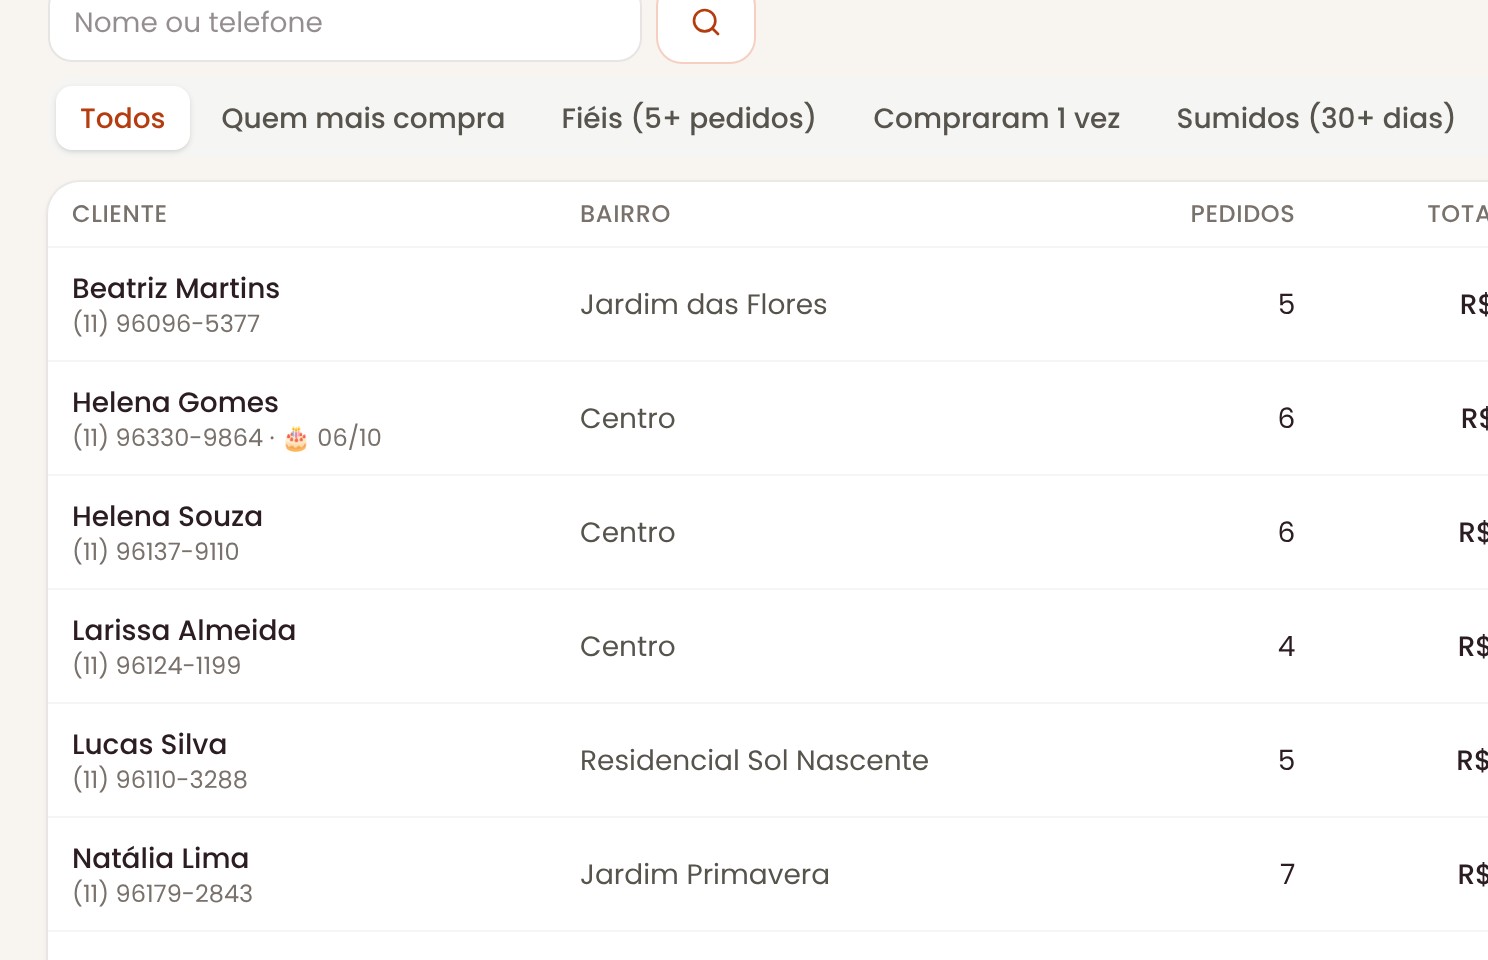 Nome ou telefone
Todos Quem mais compra Fiéis (5+ pedidos) Compraram 1 vez Sumidos (30+ dias)
CLIENTE BAIRRO PEDIDOS TOTA
Beatriz Martins
(11) 96096-5377
Jardim das Flores 5 R$
Helena Gomes
(11) 96330-9864 · 🎂 06/10
Centro 6 R$
Helena Souza
(11) 96137-9110
Centro 6 R$
Larissa Almeida
(11) 96124-1199
Centro 4 R$
Lucas Silva
(11) 96110-3288
Residencial Sol Nascente 5 R$
Natália Lima
(11) 96179-2843
Jardim Primavera 7 R$